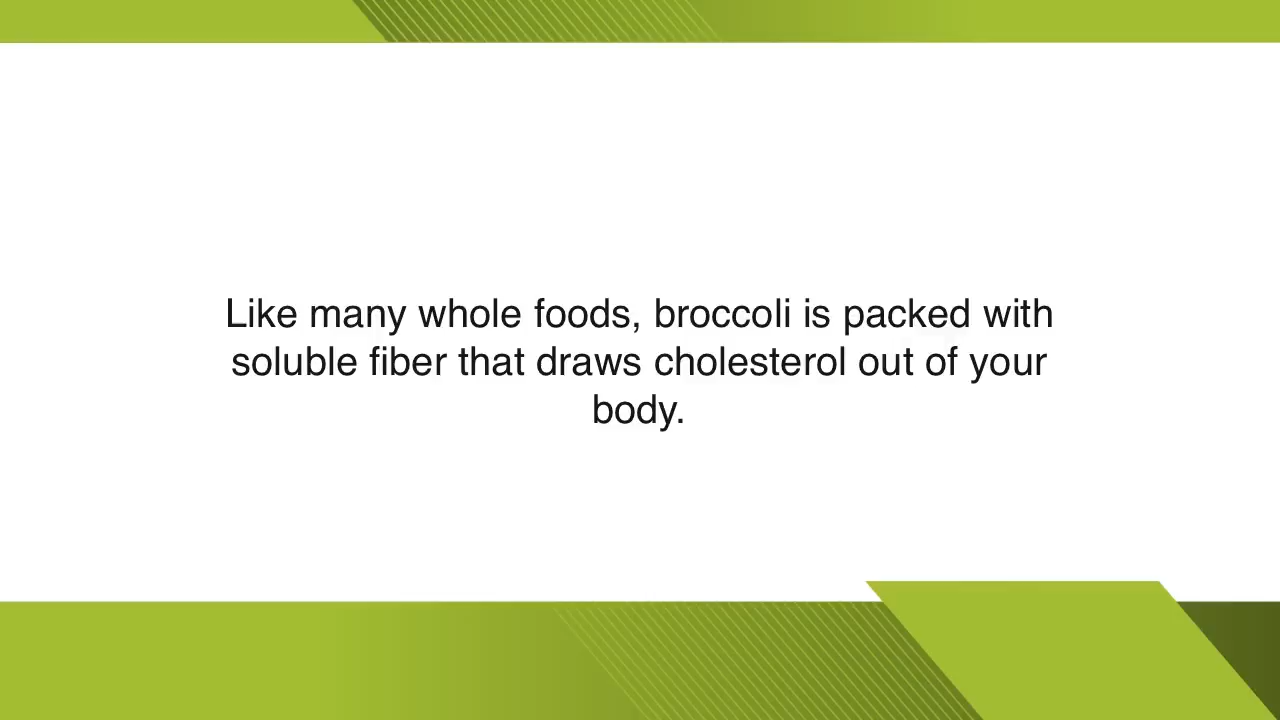 Like many whole foods, broccoli is packed with
soluble fiber that draws cholesterol out of your
body.